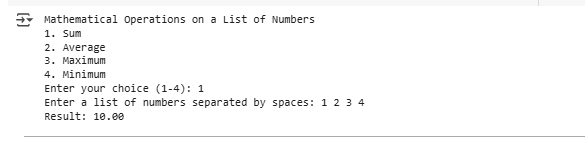 Mathematical Operations on a List of Numbers
1. Sum
2. Average
3. Maximum
4. Minimum
Enter your choice (1-4): 1
Enter a list of numbers separated by spaces: 1 2 3 4
Result: 10.00